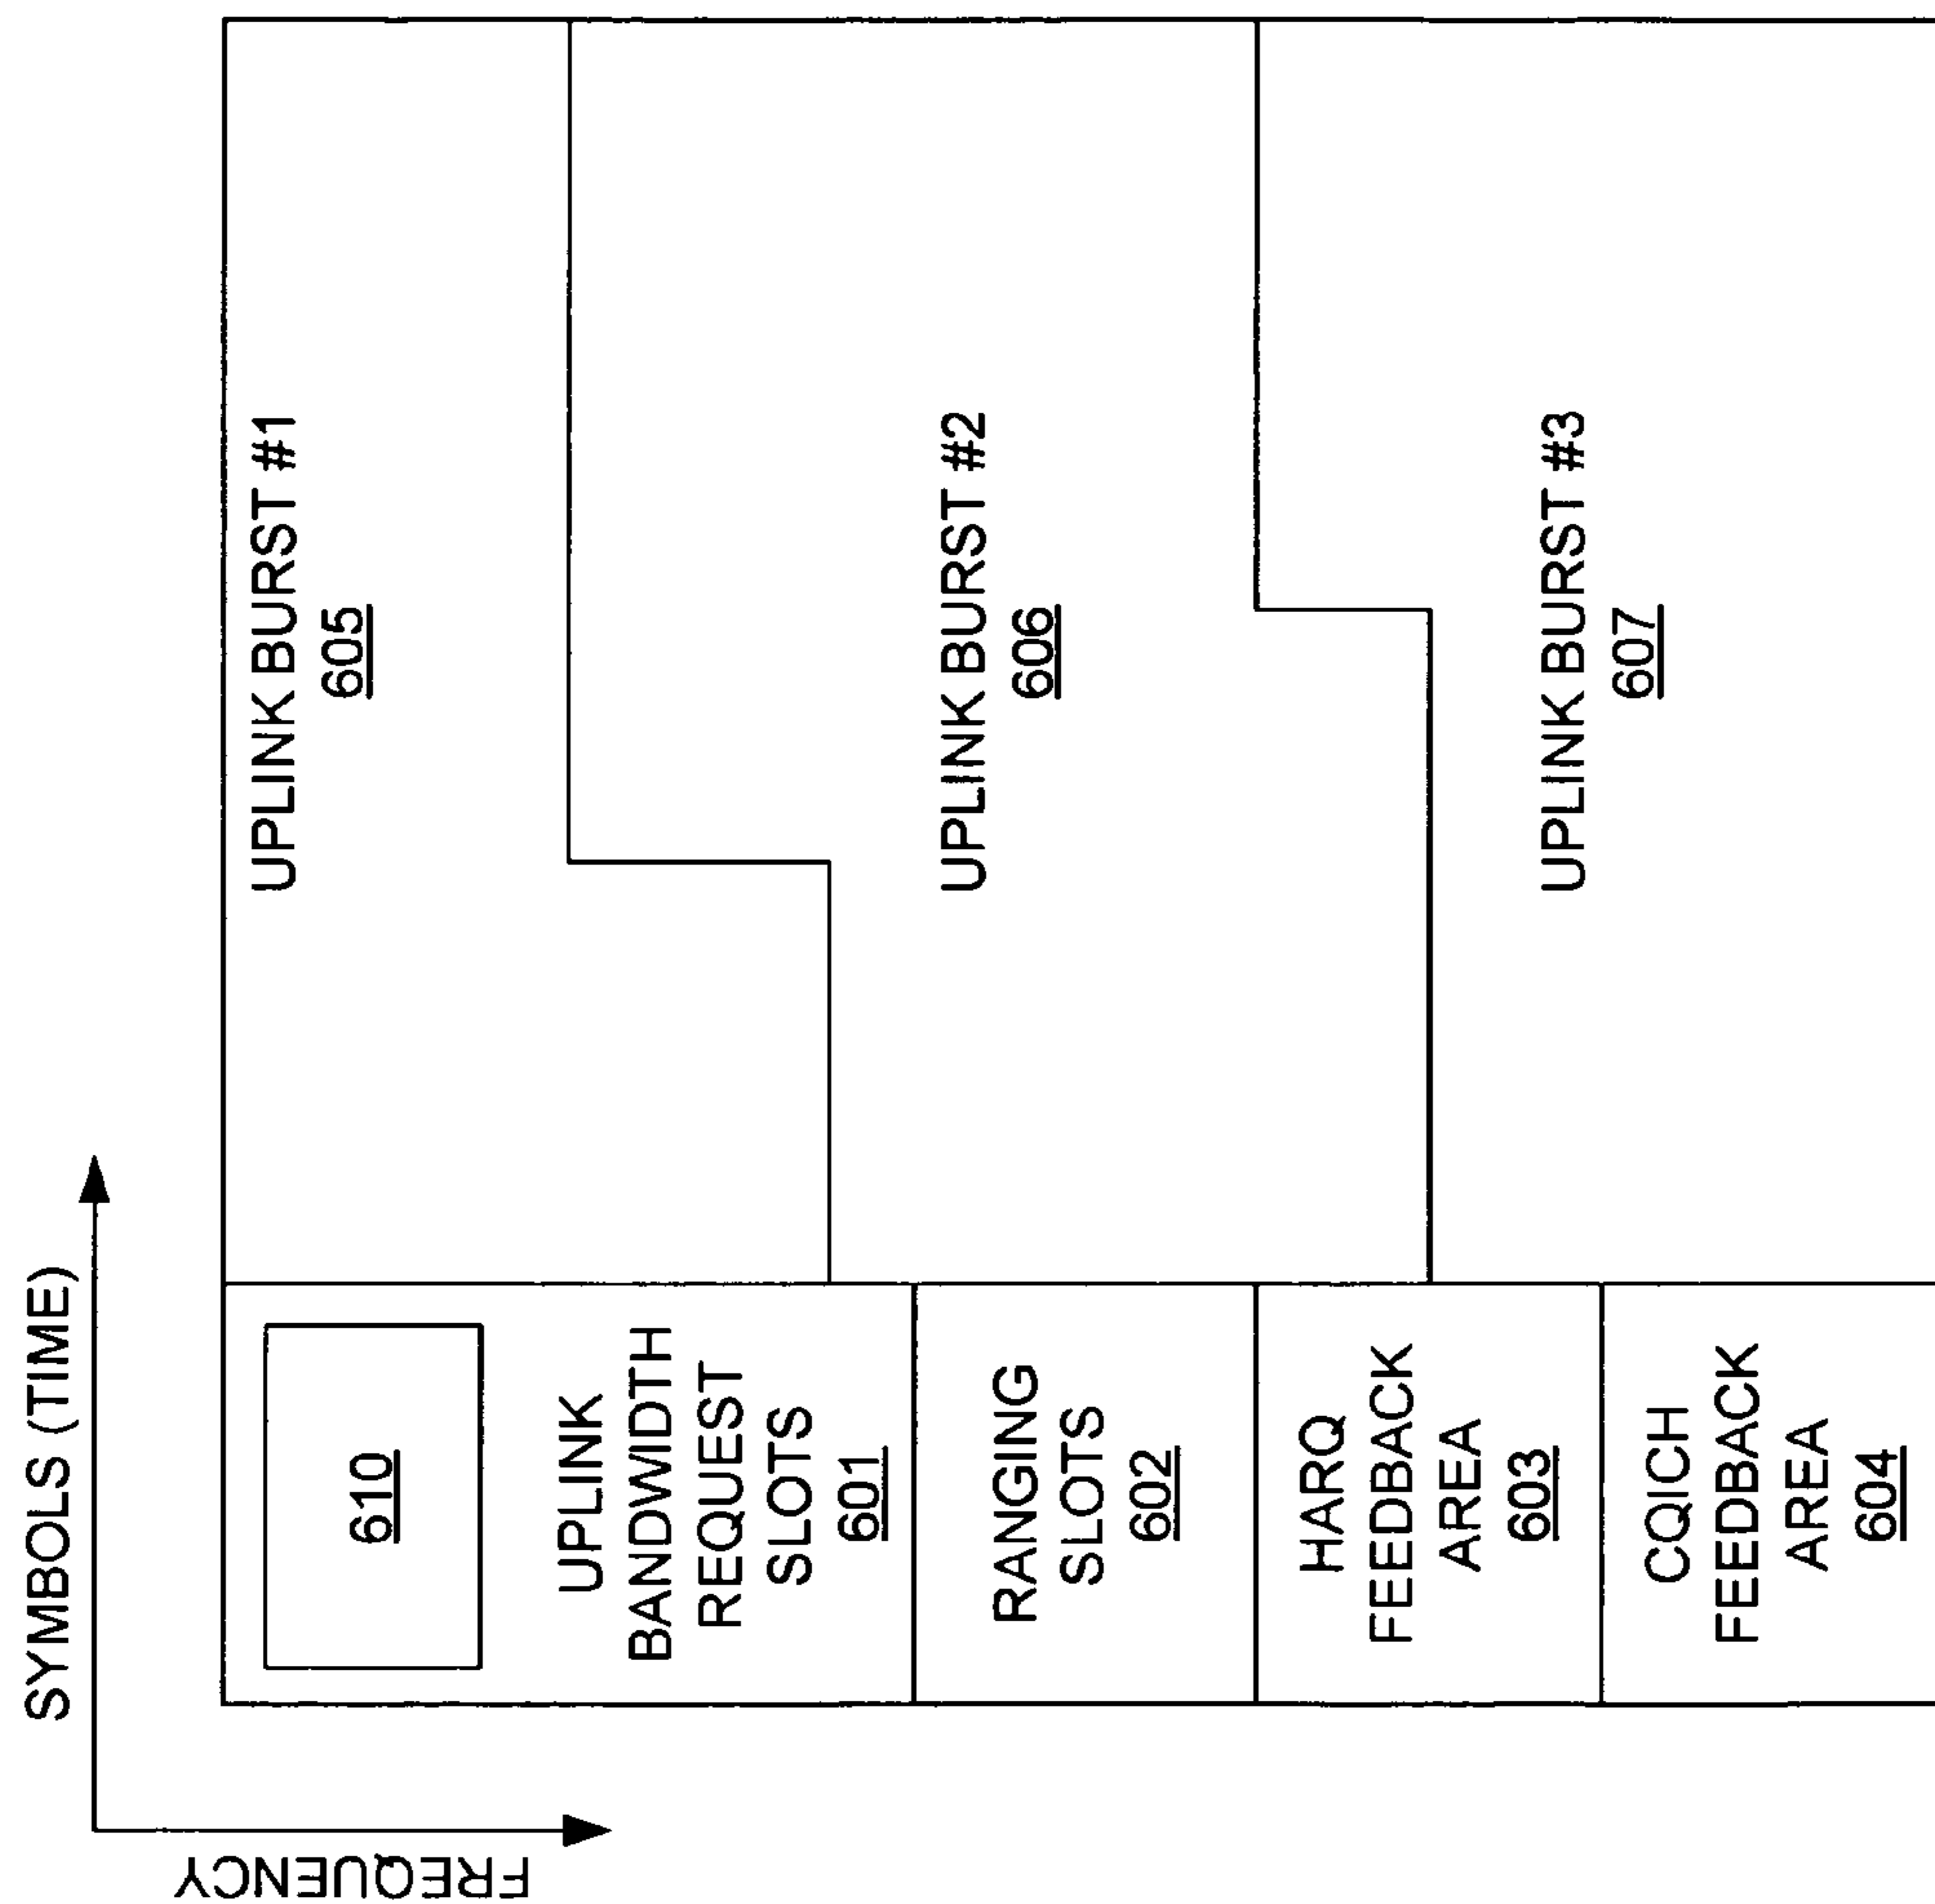 SYMBOLS (TIME)
FREQUENCY
610
UPLINK
BANDWIDTH
REQUEST
SLOTS
601
RANGING
SLOTS
602
HARQ
FEEDBACK
AREA
603
CQICH
FEEDBACK
AREA
604
UPLINK BURST #1
605
UPLINK BURST #2
606
UPLINK BURST #3
607